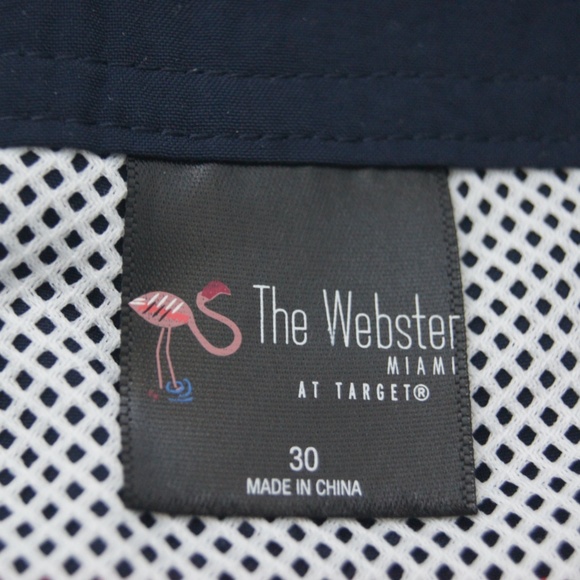 The Webster
MIAMI
AT TARGET®
30
MADE IN CHINA